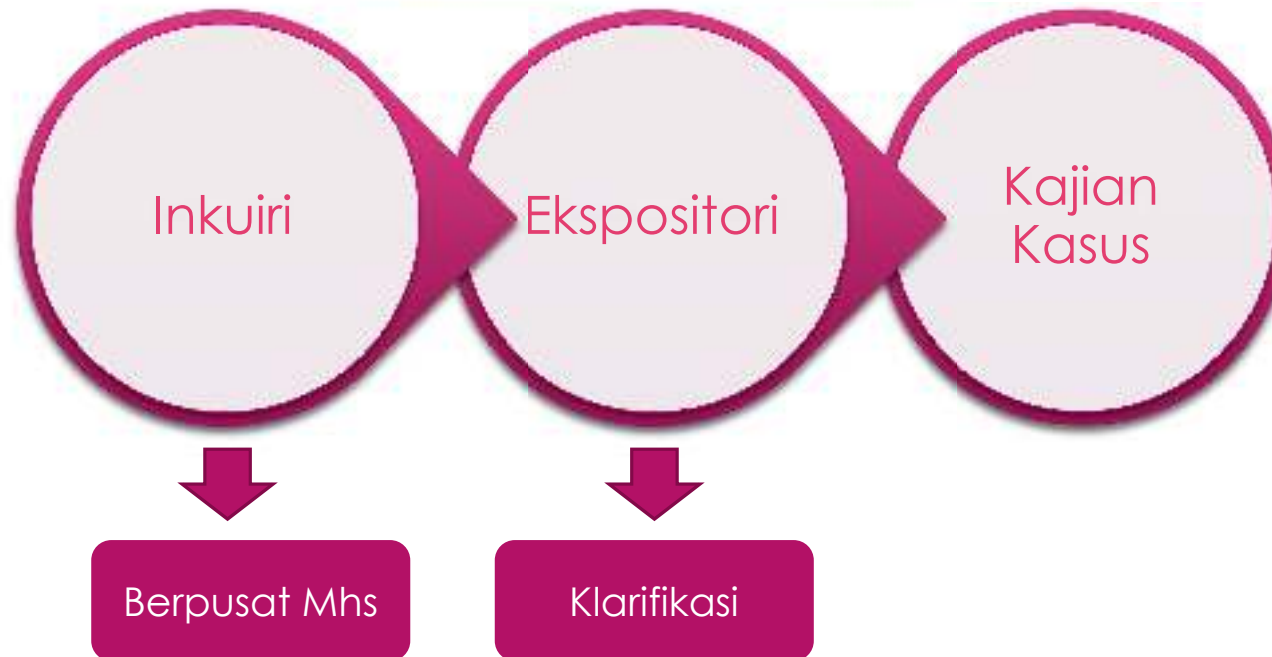 Inkuiri
Ekspositori
Kajian
Kasus
Berpusat Mhs
Klarifikasi